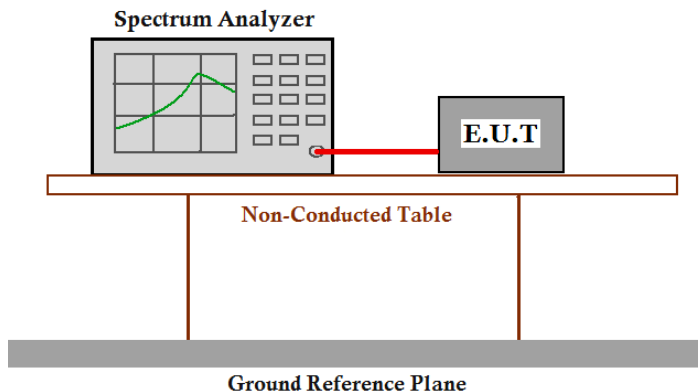 Spectrum Analyzer
E.U.T
Non-Conducted Table
Ground Reference Plane